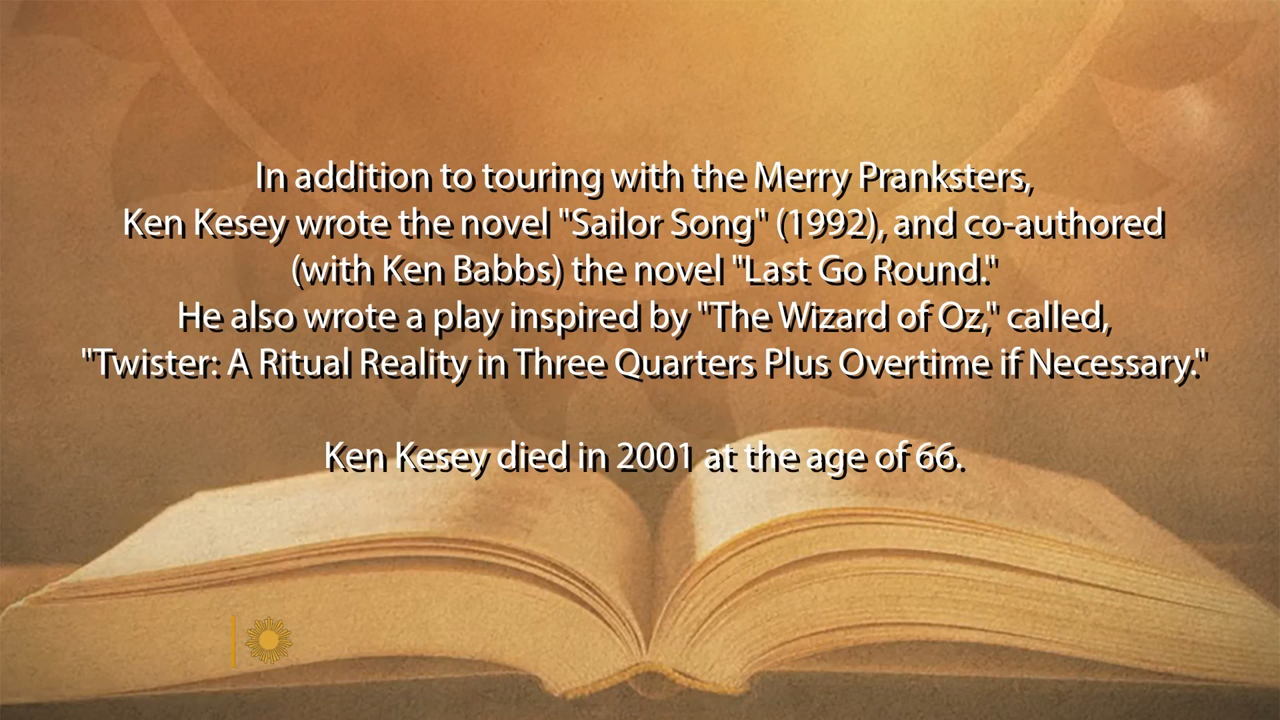 In addition to touring with the Merry Pranksters,
Ken Kesey wrote the novel "Sailor Song" (1992), and co-authored
(with Ken Babbs) the novel "Last Go Round."
He also wrote a play inspired by "The Wizard of Oz," called,
"Twister: A Ritual Reality in Three Quarters Plus Overtime if Necessary."
Ken Kesey died in 2001 at the age of 66.